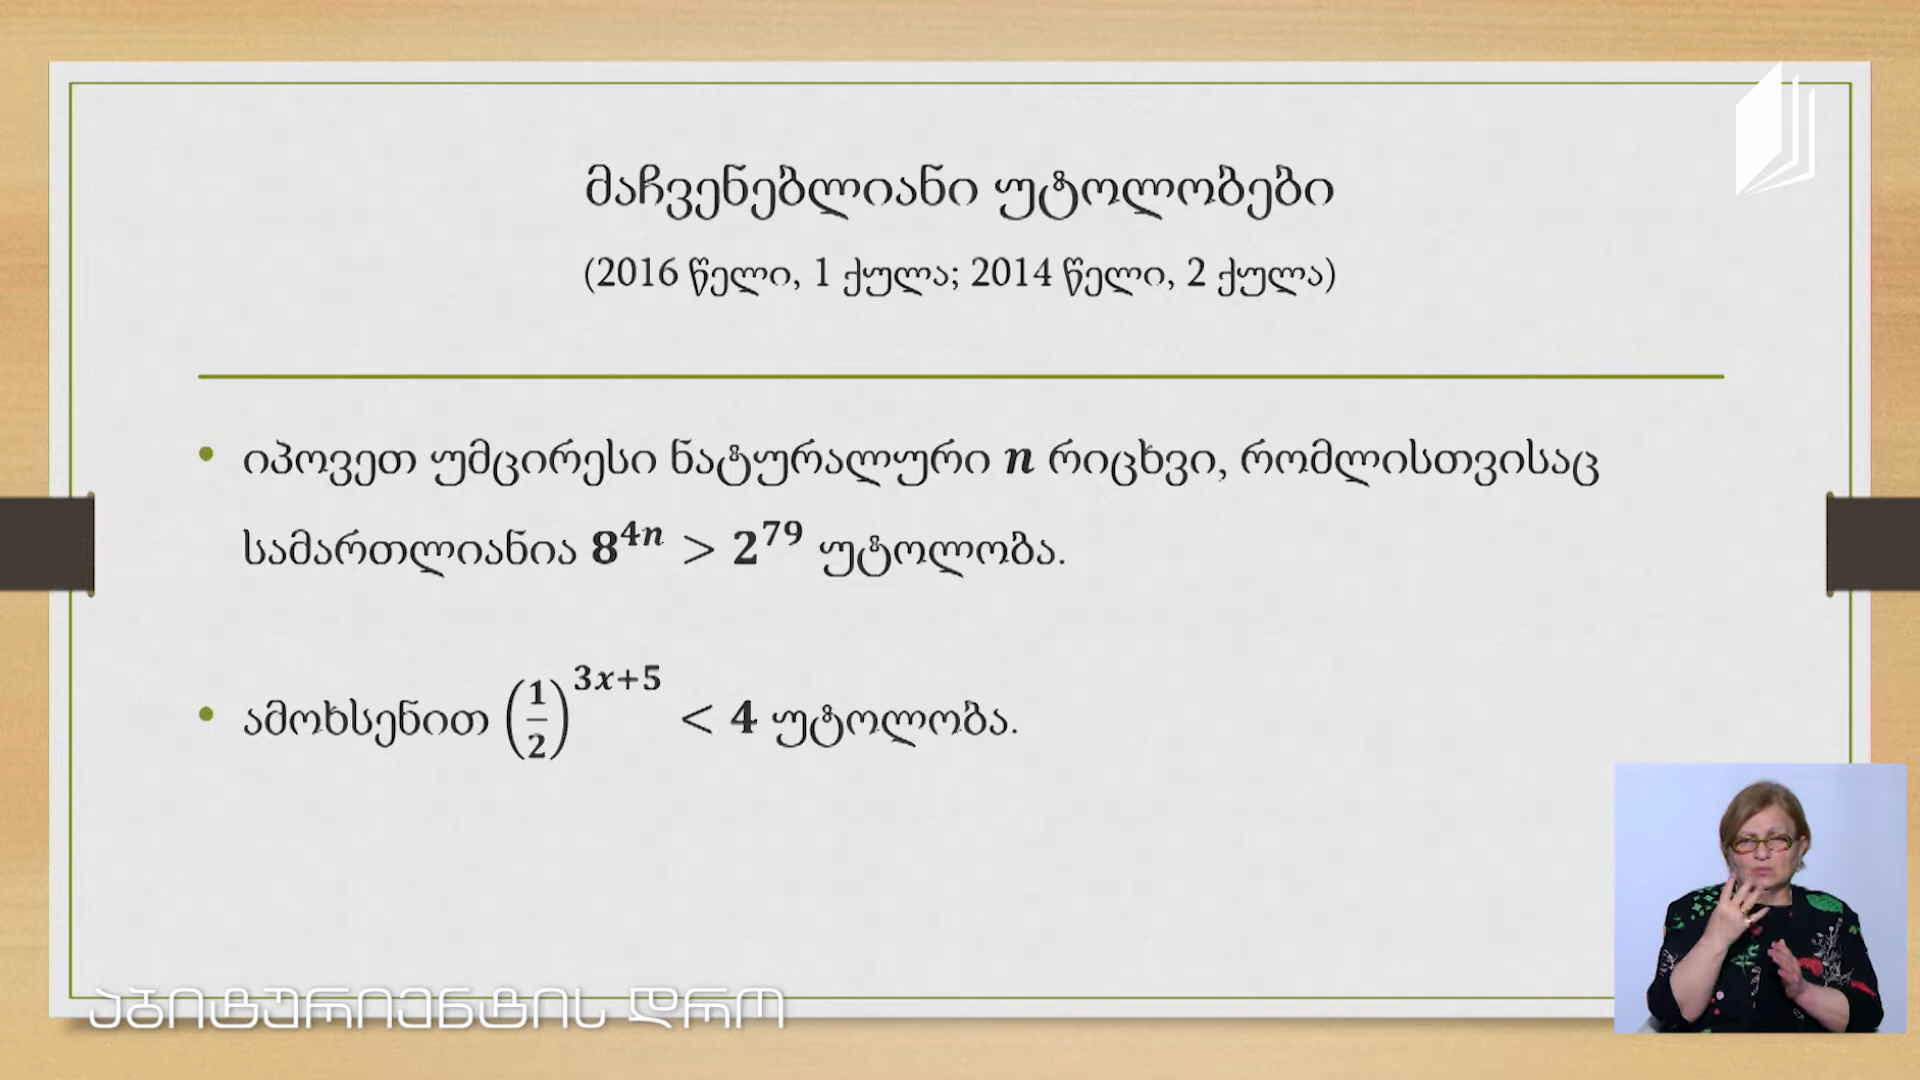 მაჩვენებლიანი უტოლობები
(2016 წელი, 1 ქულა; 2014 წელი, 2 ქულა)
• იპოვეთ უმცირესი ნატურალური n რიცხვი, რომლისთვისაც
სამართლიანია 8^{4n} > 2^{79} უტოლობა.
• ამოხსენით (1/2)^{3x+5} < 4 უტოლობა.
აბიტურიენტის დრო